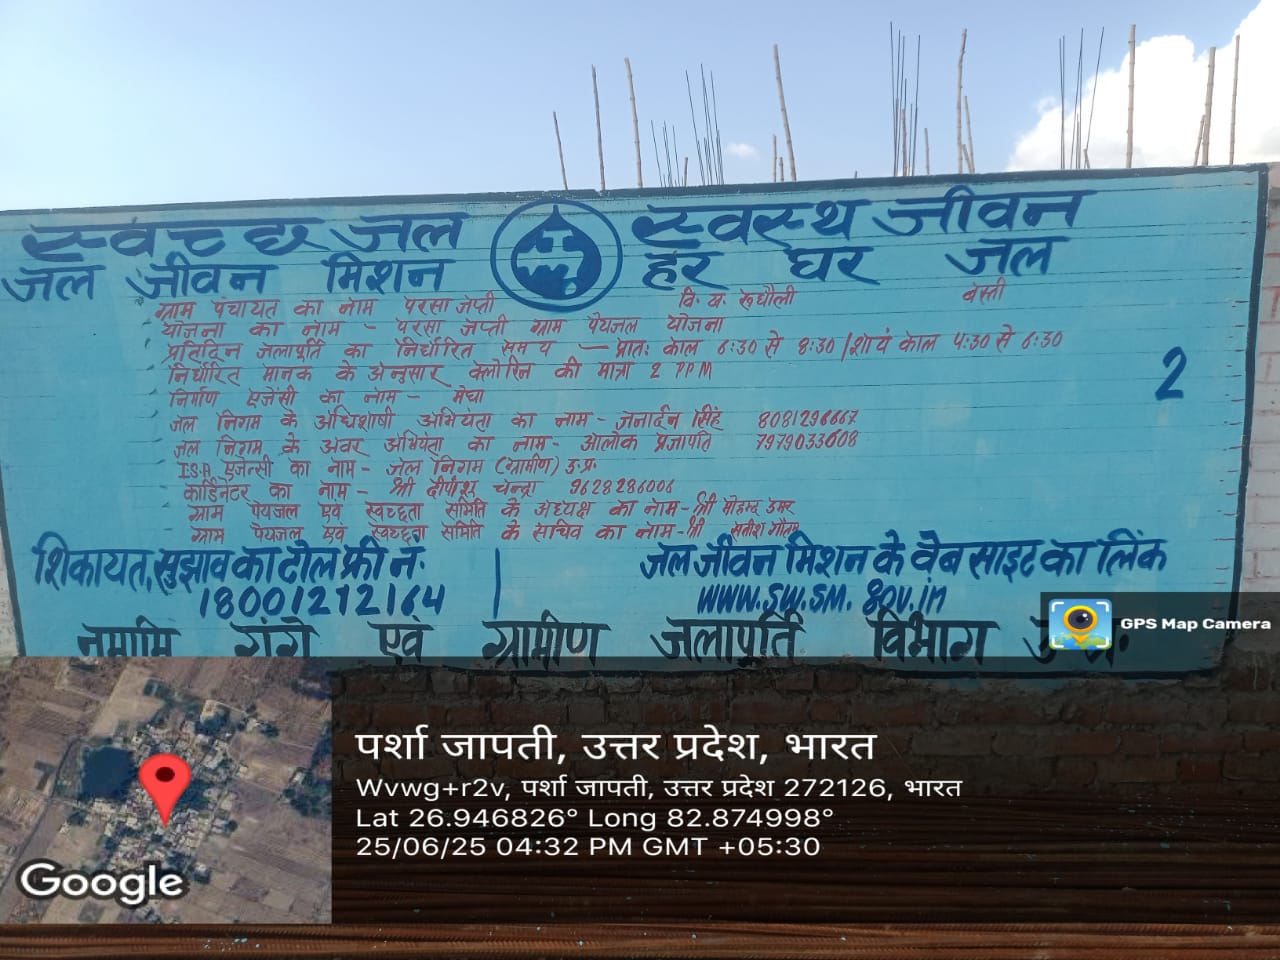 स्वच्छ जल स्वस्थ जीवन
जल जीवन मिशन हर घर जल
ग्राम पंचायत का नाम परसा जप्ती वि. ख. रूधौली बस्ती
योजना का नाम - परसा जप्ती ग्राम पेयजल योजना
प्रतिदिन जलापूर्ति का निर्धारित समय - प्रातः काल 6:30 से 8:30 / शायं काल 4:30 से 6:30
निर्धारित मानक के अनुसार क्लोरिन की मात्रा 2 PPM
2
निर्माण एजेंसी का नाम - मेघा
जल निगम के अधिशाषी अभियंता का नाम - जनार्दन सिंह 8081296667
जल निगम के अवर अभियंता का नाम - आलोक प्रजापति 7979033608
I.S.A. एजेन्सी का नाम - जल निगम (ग्रामीण) उ.प्र.
कार्डिनेटर का नाम - श्री चन्द्रा 9628286006
ग्राम पेयजल एवं स्वच्छता समिति के अध्यक्ष का नाम - श्री
ग्राम पेयजल एवं स्वच्छता समिति के सचिव का नाम - श्री सतीश गौतम
शिकायत, सुझाव का टोल फ्री नं.
18001212164
जल जीवन मिशन के वेब साइट का लिंक
WWW.SW.SM.gov.in
नमामि गंगे एवं ग्रामीण जलापूर्ति विभाग उ.प्र.
GPS Map Camera
पर्शा जापती, उत्तर प्रदेश, भारत
Wvwg+r2v, पर्शा जापती, उत्तर प्रदेश 272126, भारत
Lat 26.946826° Long 82.874998°
25/06/25 04:32 PM GMT +05:30
Google